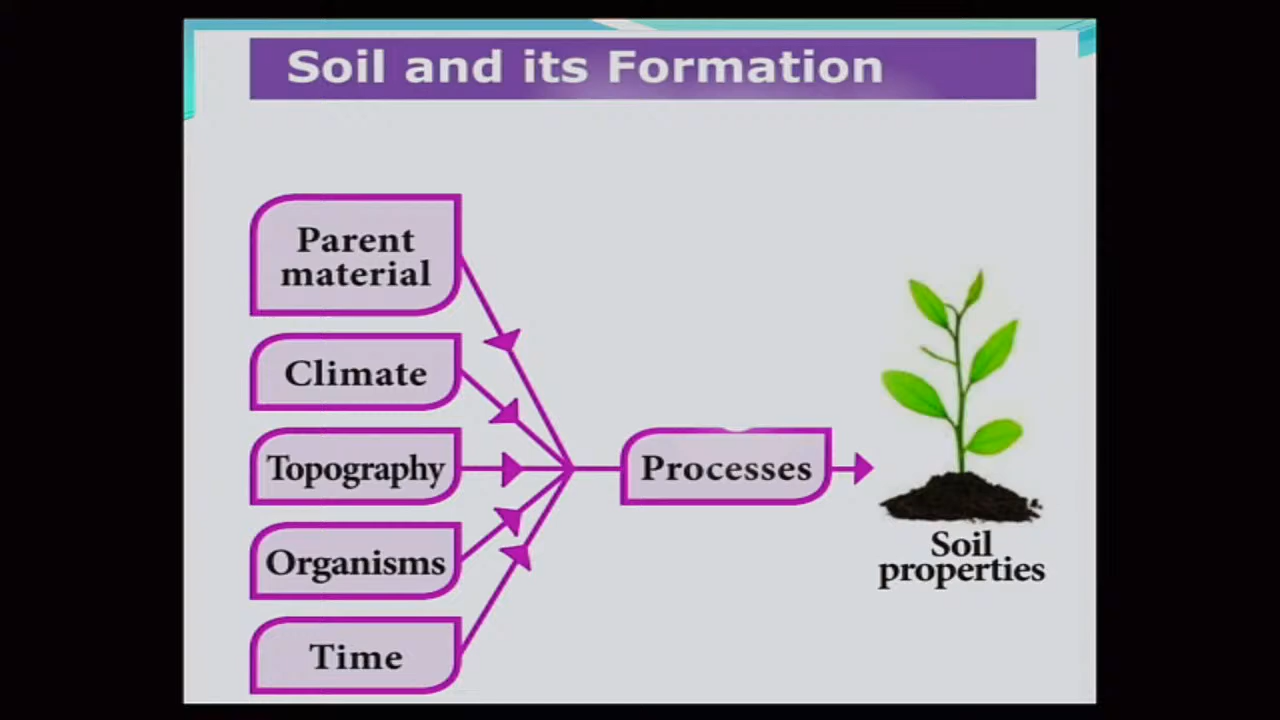 Soil and its Formation
Parent
material
Climate
Topography
Organisms
Time
Processes
Soil
properties